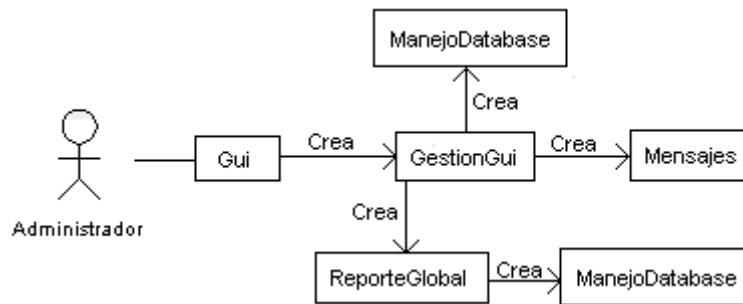 ManejoDatabase
Crea
Crea
Crea
Gui
GestionGui
Mensajes
Crea
Administrador
ReporteGlobal
Crea
ManejoDatabase